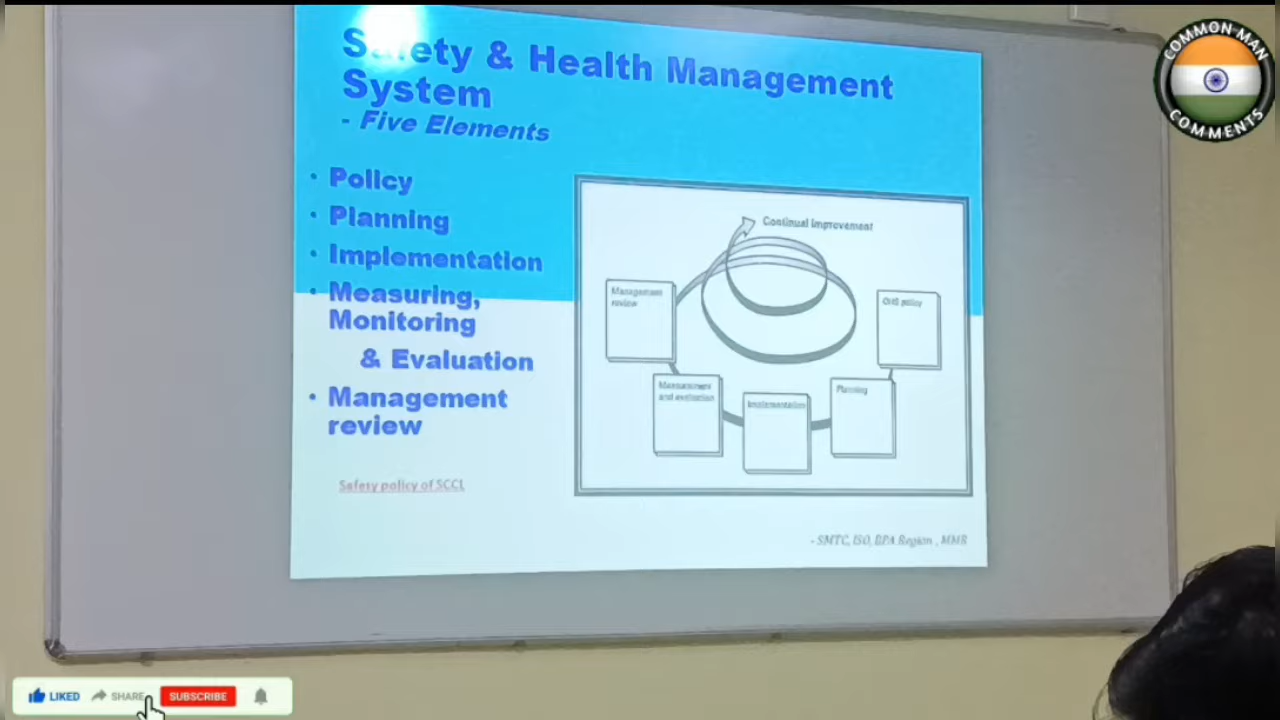 Safety & Health Management
System
- Five Elements
• Policy
• Planning
• Implementation
• Measuring,
Monitoring
& Evaluation
• Management
review
Safety policy of SCCL
Continual Improvement
Management
review
OHS policy
Measurement
and evaluation
Implementation
Planning
- SMTC, ISO, BPA Region , MMR
COMMON MAN
COMMENTS
LIKED
SHARE
SUBSCRIBE